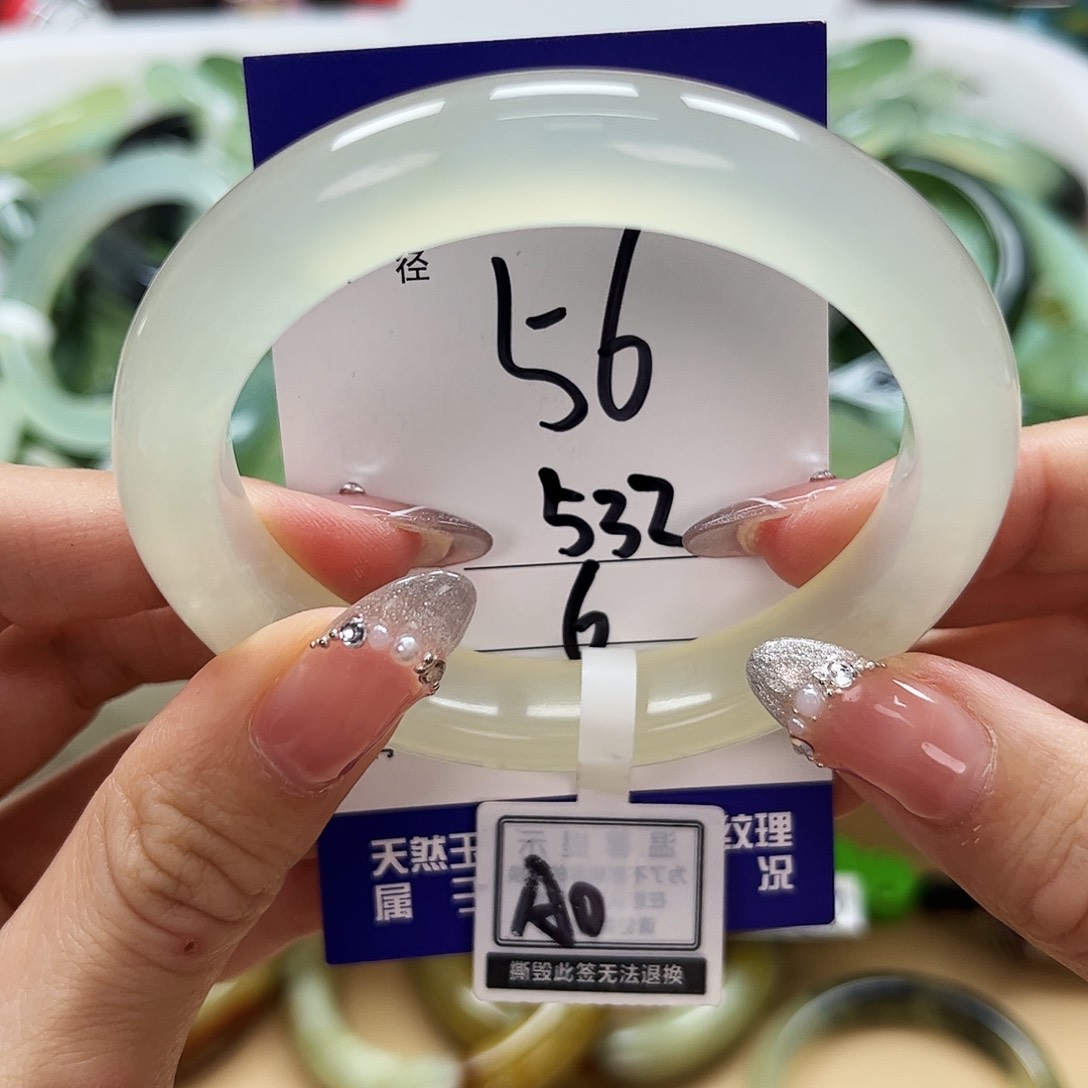 径
56
532
6
天然玉 纹理
属 况
A0
撕毁此签无法退换